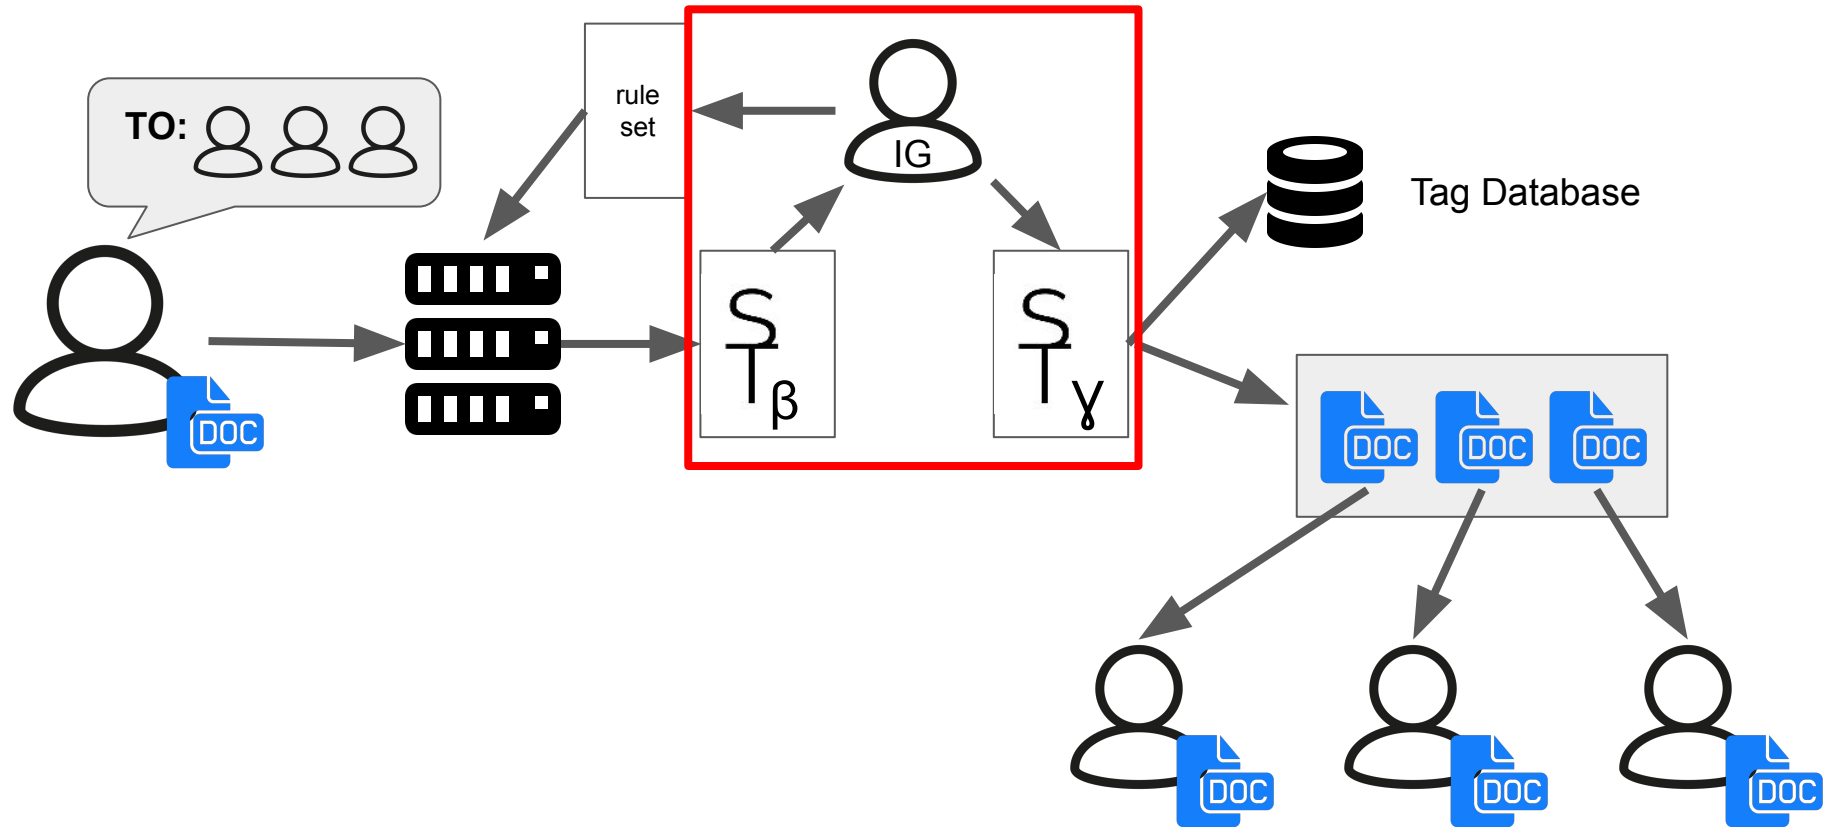 TO:
rule
set
IG
Tag Database
S
T β
S
T γ
DOC
DOC DOC DOC
DOC DOC DOC